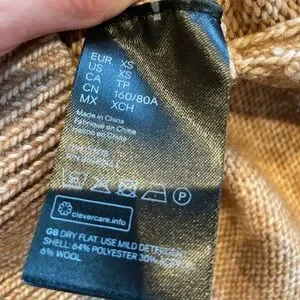 EUR XS
US XS
CA TP
CN 160/80A
MX XCH
Made in China
Fabriqué en Chine
Hecho en China
P
clevercare.info
GB DRY FLAT. USE MILD DETERGENT
SHELL: 64% POLYESTER 30%
6% WOOL